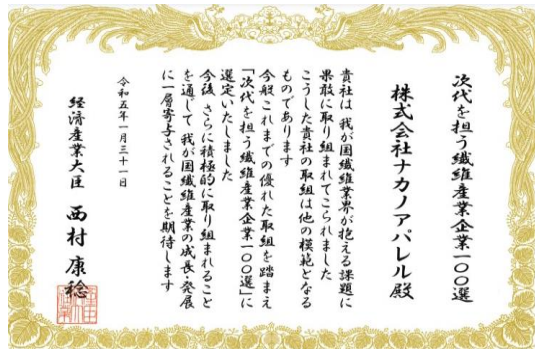 次代を担う繊維産業企業一〇〇選
株式会社ナカノアパレル殿
貴社は 我が国繊維業界が抱える課題に
果敢に取り組まれてこられました
こうした貴社の取組は他の模範となる
ものであります
今般これまでの優れた取組を踏まえ
「次代を担う繊維産業企業一〇〇選」に
選定いたしました
今後 さらに積極的に取り組まれること
を通じて 我が国繊維産業の成長・発展
に一層寄与されることを期待します
令和五年一月三十一日
経済産業大臣 西村康稔